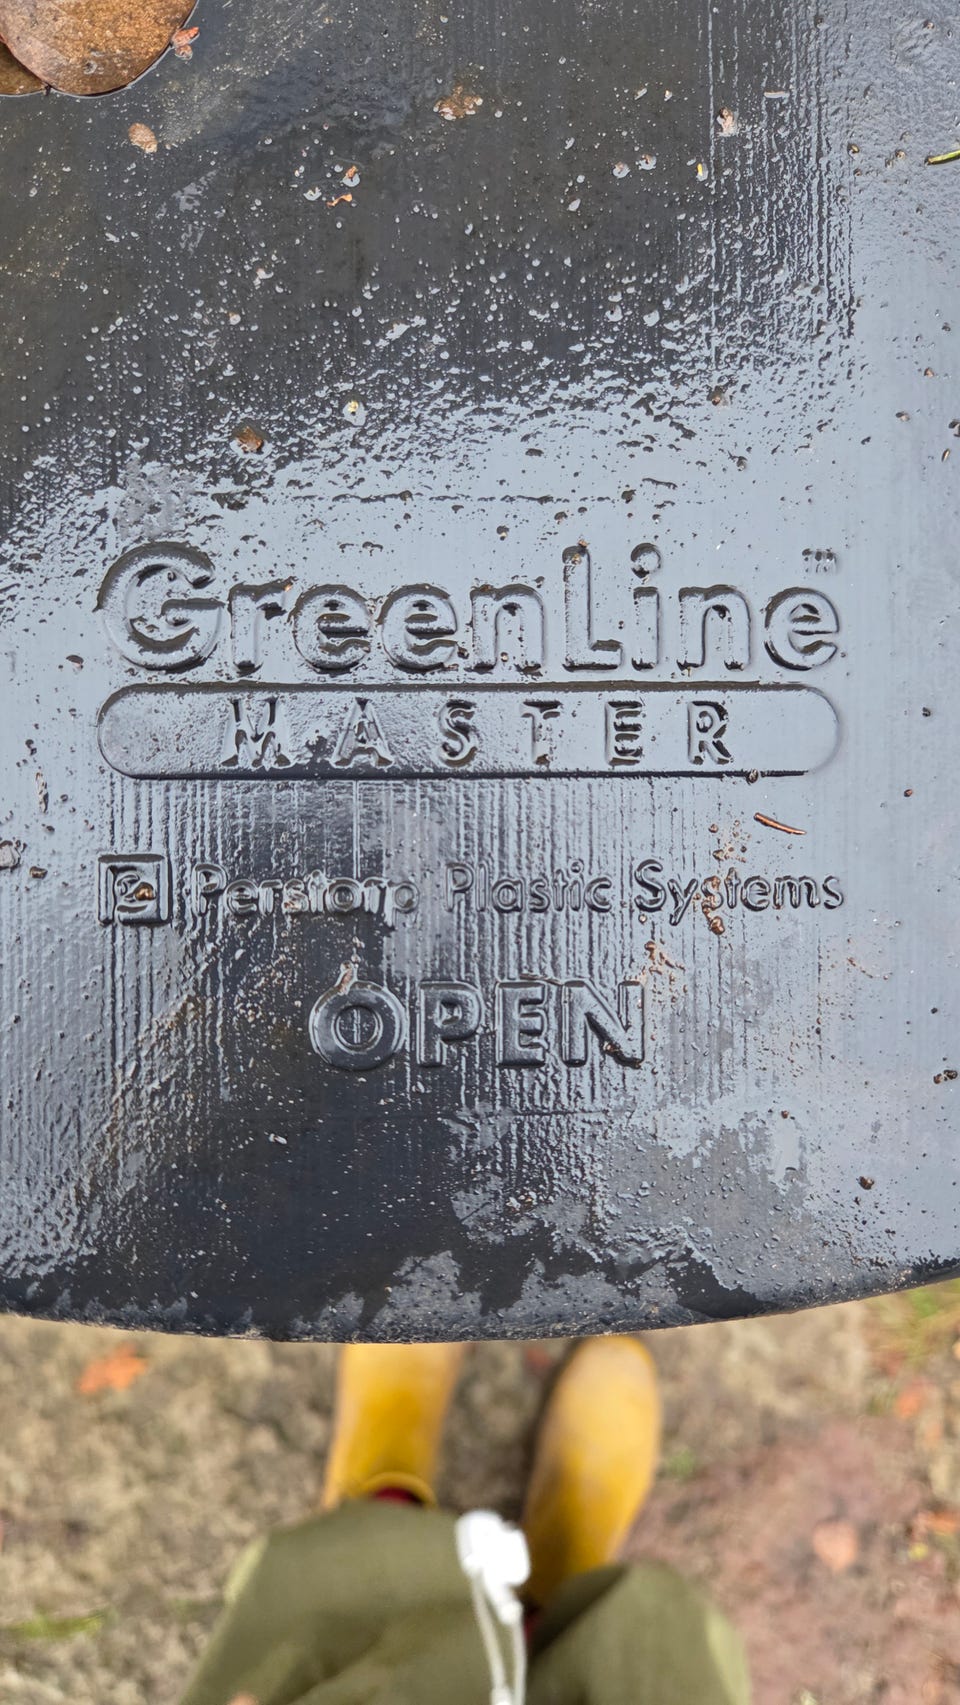 GreenLine™
MASTER
Perstorp Plastic Systems
OPEN